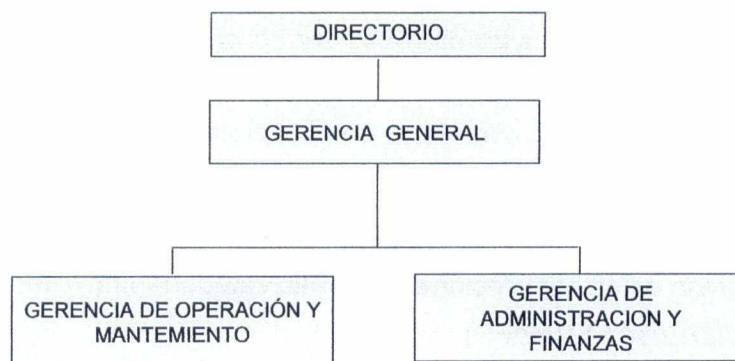 DIRECTORIO
GERENCIA GENERAL
GERENCIA DE OPERACIÓN Y
MANTEMIENTO
GERENCIA DE
ADMINISTRACION Y
FINANZAS